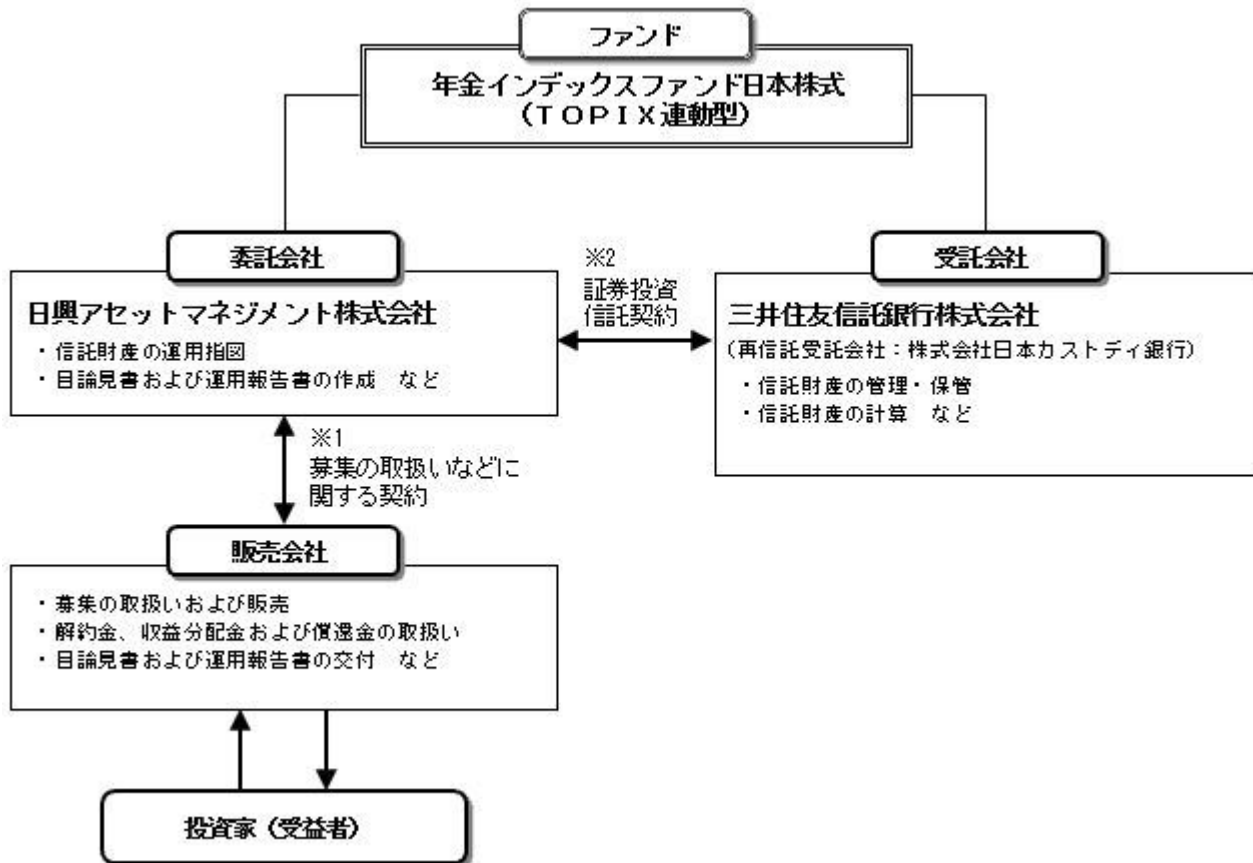 ファンド
年金インデックスファンド日本株式
（ＴＯＰＩＸ連動型）
委託会社
日興アセットマネジメント株式会社
・信託財産の運用指図
・目論見書および運用報告書の作成　など
※2
証券投資
信託契約
受託会社
三井住友信託銀行株式会社
（再信託受託会社：株式会社日本カストディ銀行）
・信託財産の管理・保管
・信託財産の計算　など
※1
募集の取扱いなどに
関する契約
販売会社
・募集の取扱いおよび販売
・解約金、収益分配金および償還金の取扱い
・目論見書および運用報告書の交付　など
投資家（受益者）